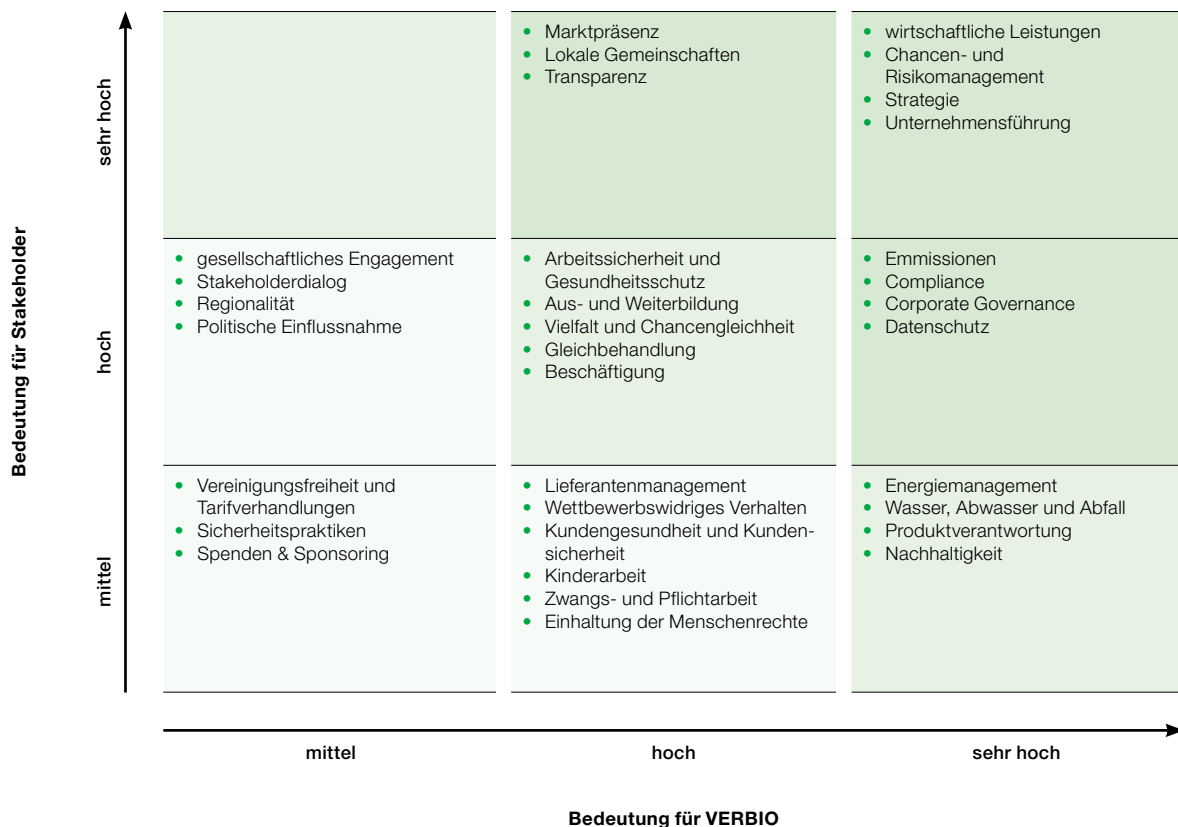 Bedeutung für Stakeholder
sehr hoch
Marktpräsenz
Lokale Gemeinschaften
Transparenz
wirtschaftliche Leistungen
Chancen- und
Risikomanagement
Strategie
Unternehmensführung
hoch
gesellschaftliches Engagement
Stakeholderdialog
Regionalität
Politische Einflussnahme
Arbeitssicherheit und
Gesundheitsschutz
Aus- und Weiterbildung
Vielfalt und Chancengleichheit
Gleichbehandlung
Beschäftigung
Emmissionen
Compliance
Corporate Governance
Datenschutz
mittel
Vereinigungsfreiheit und
Tarifverhandlungen
Sicherheitspraktiken
Spenden & Sponsoring
Lieferantenmanagement
Wettbewerbswidriges Verhalten
Kundengesundheit und Kunden-
sicherheit
Kinderarbeit
Zwangs- und Pflichtarbeit
Einhaltung der Menschenrechte
Energiemanagement
Wasser, Abwasser und Abfall
Produktverantwortung
Nachhaltigkeit
mittel
hoch
sehr hoch
Bedeutung für VERBIO